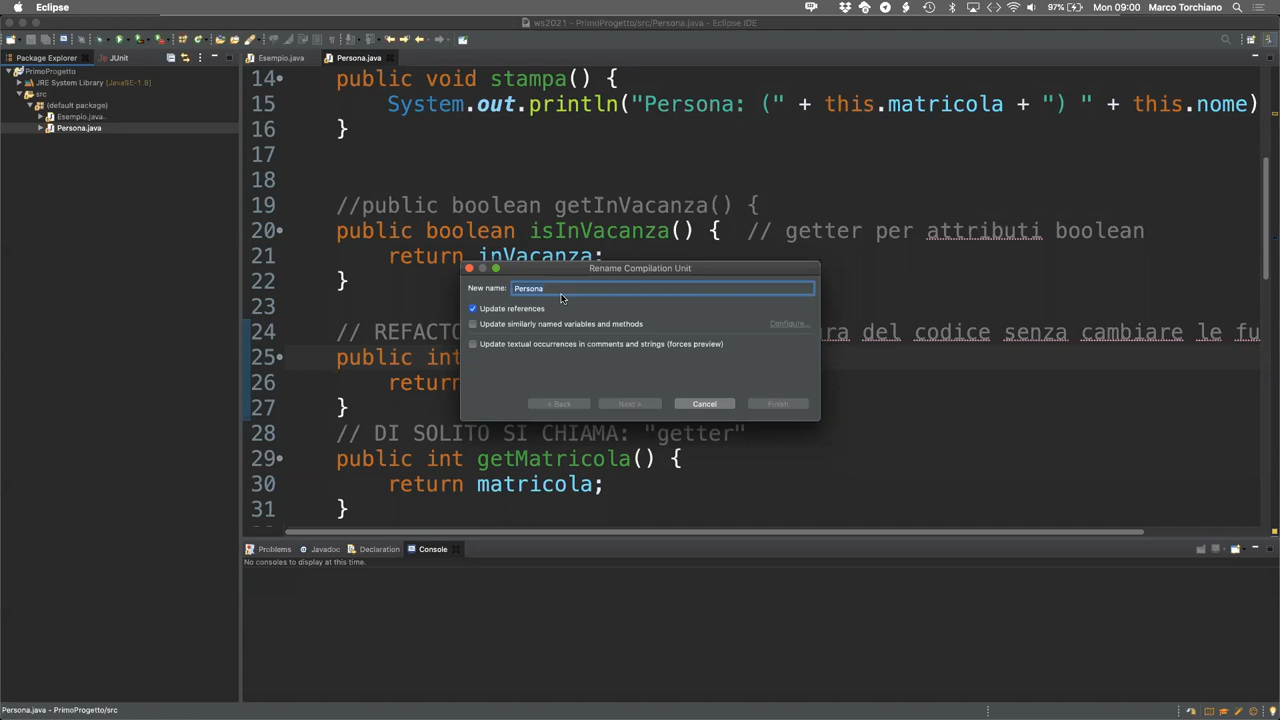 Eclipse
97%
Mon 09:00
Marco Torchiano
ws2021 - PrimoProgetto/src/Persona.java - Eclipse IDE
Package Explorer
JUnit
Esempio.java
Persona.java
PrimoProgetto
JRE System Library [JavaSE-1.8]
src
(default package)
Esempio.java
Persona.java
14 public void stampa() {
15 System.out.println("Persona: (" + this.matricola + ") " + this.nome)
16 }
17
18
19 //public boolean getInVacanza() {
20 public boolean isInVacanza() { // getter per attributi boolean
21 return inVacanza;
22 }
23
24 // REFACTO ura del codice senza cambiare le fu
25 public int
26 return
27 }
28 // DI SOLITO SI CHIAMA: "getter"
29 public int getMatricola() {
30 return matricola;
31 }
Rename Compilation Unit
New name: Persona
Update references
Update similarly named variables and methods Configure...
Update textual occurrences in comments and strings (forces preview)
< Back Next > Cancel Finish
Problems Javadoc Declaration Console
No consoles to display at this time.
Persona.java - PrimoProgetto/src